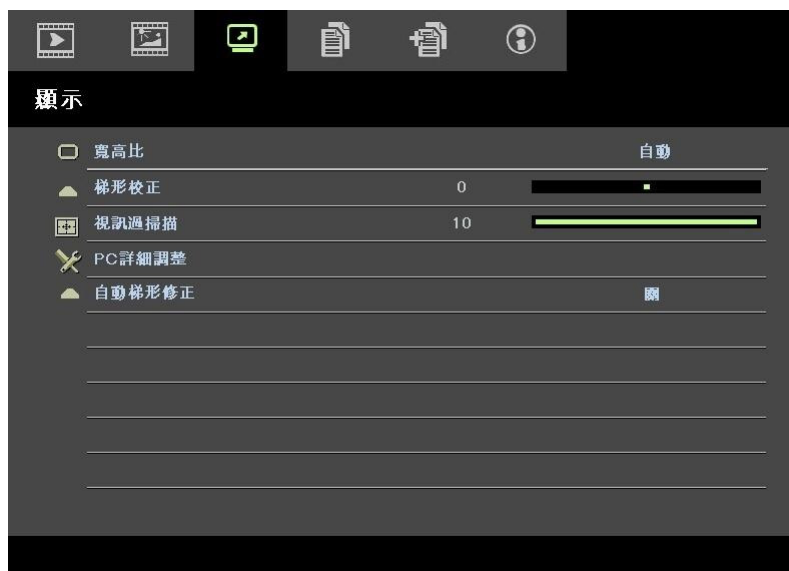 顯示
寬高比 自動
梯形校正 0
視訊過掃描 10
PC詳細調整
自動梯形修正 關